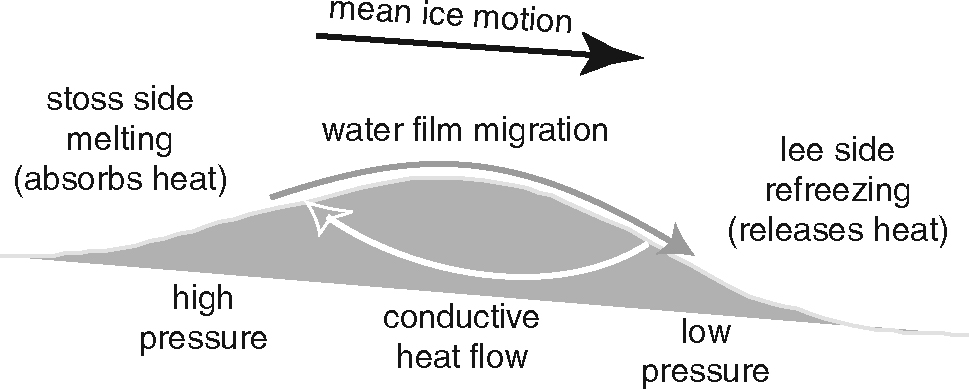 mean ice motion
stoss side
melting
(absorbs heat)
water film migration
lee side
refreezing
(releases heat)
high
pressure
conductive
heat flow
low
pressure